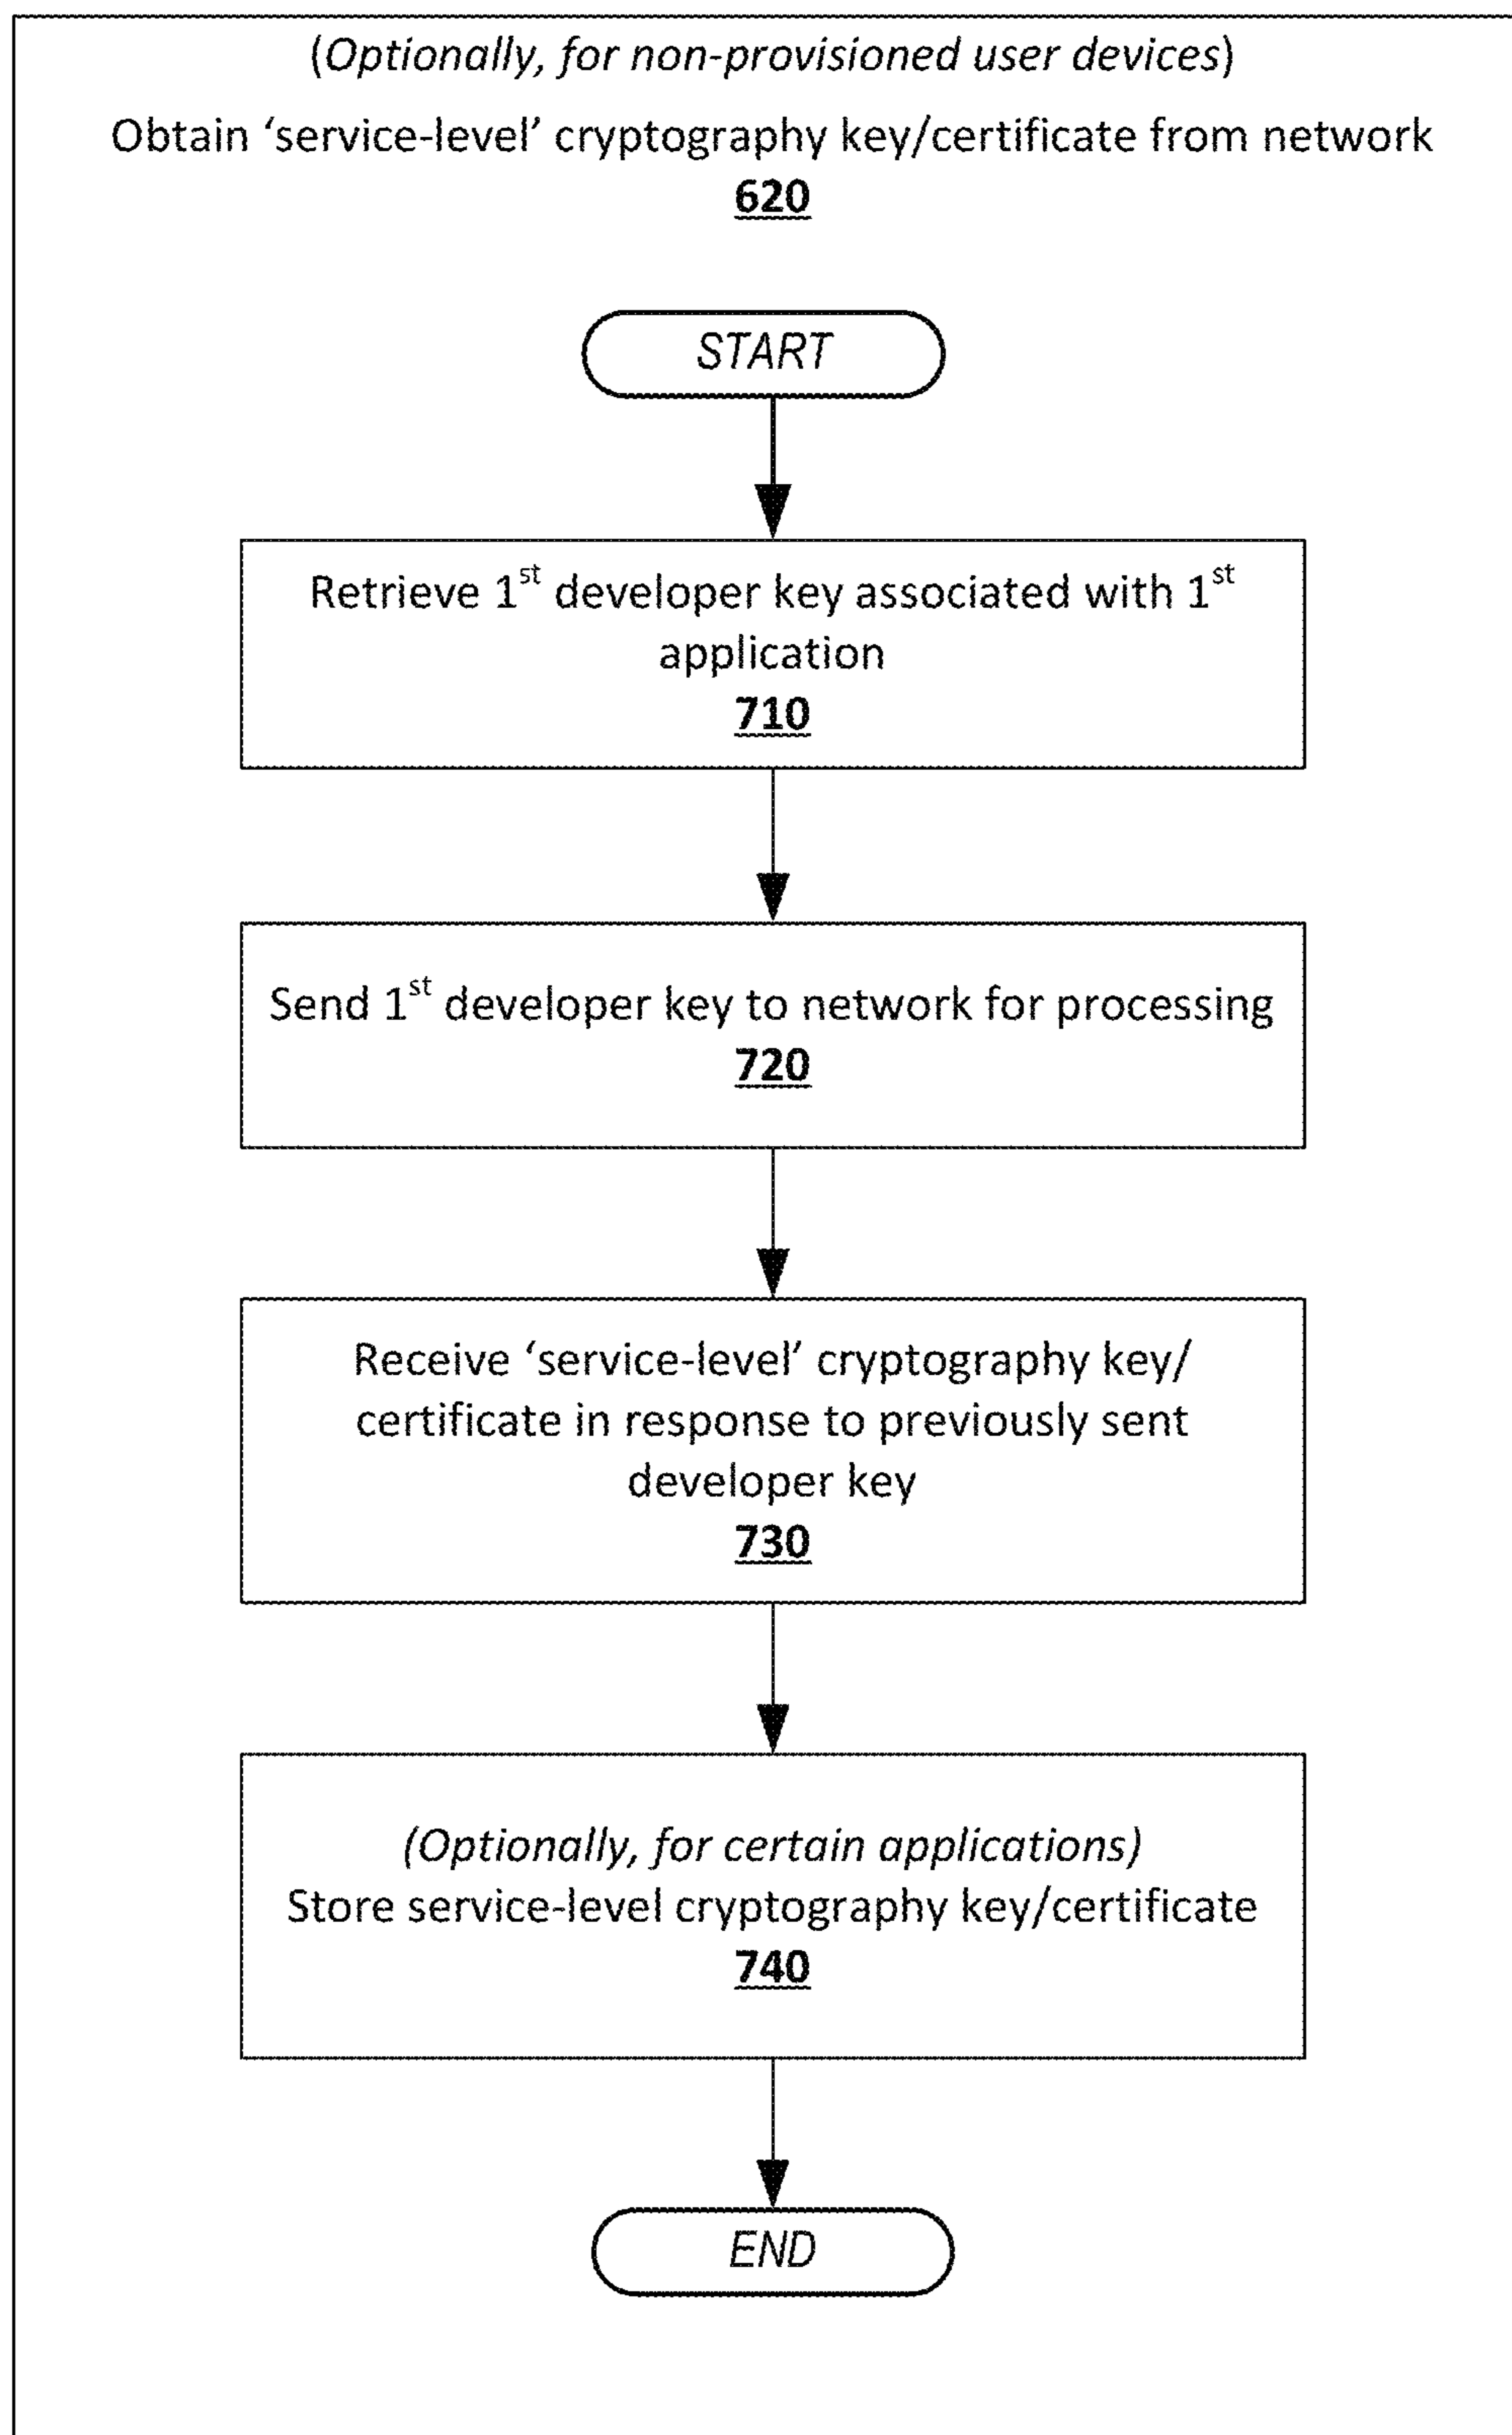 (Optionally, for non-provisioned user devices)
Obtain ‘service-level’ cryptography key/certificate from network
620
START
Retrieve 1st developer key associated with 1st
application
710
Send 1st developer key to network for processing
720
Receive ‘service-level’ cryptography key/
certificate in response to previously sent
developer key
730
(Optionally, for certain applications)
Store service-level cryptography key/certificate
740
END